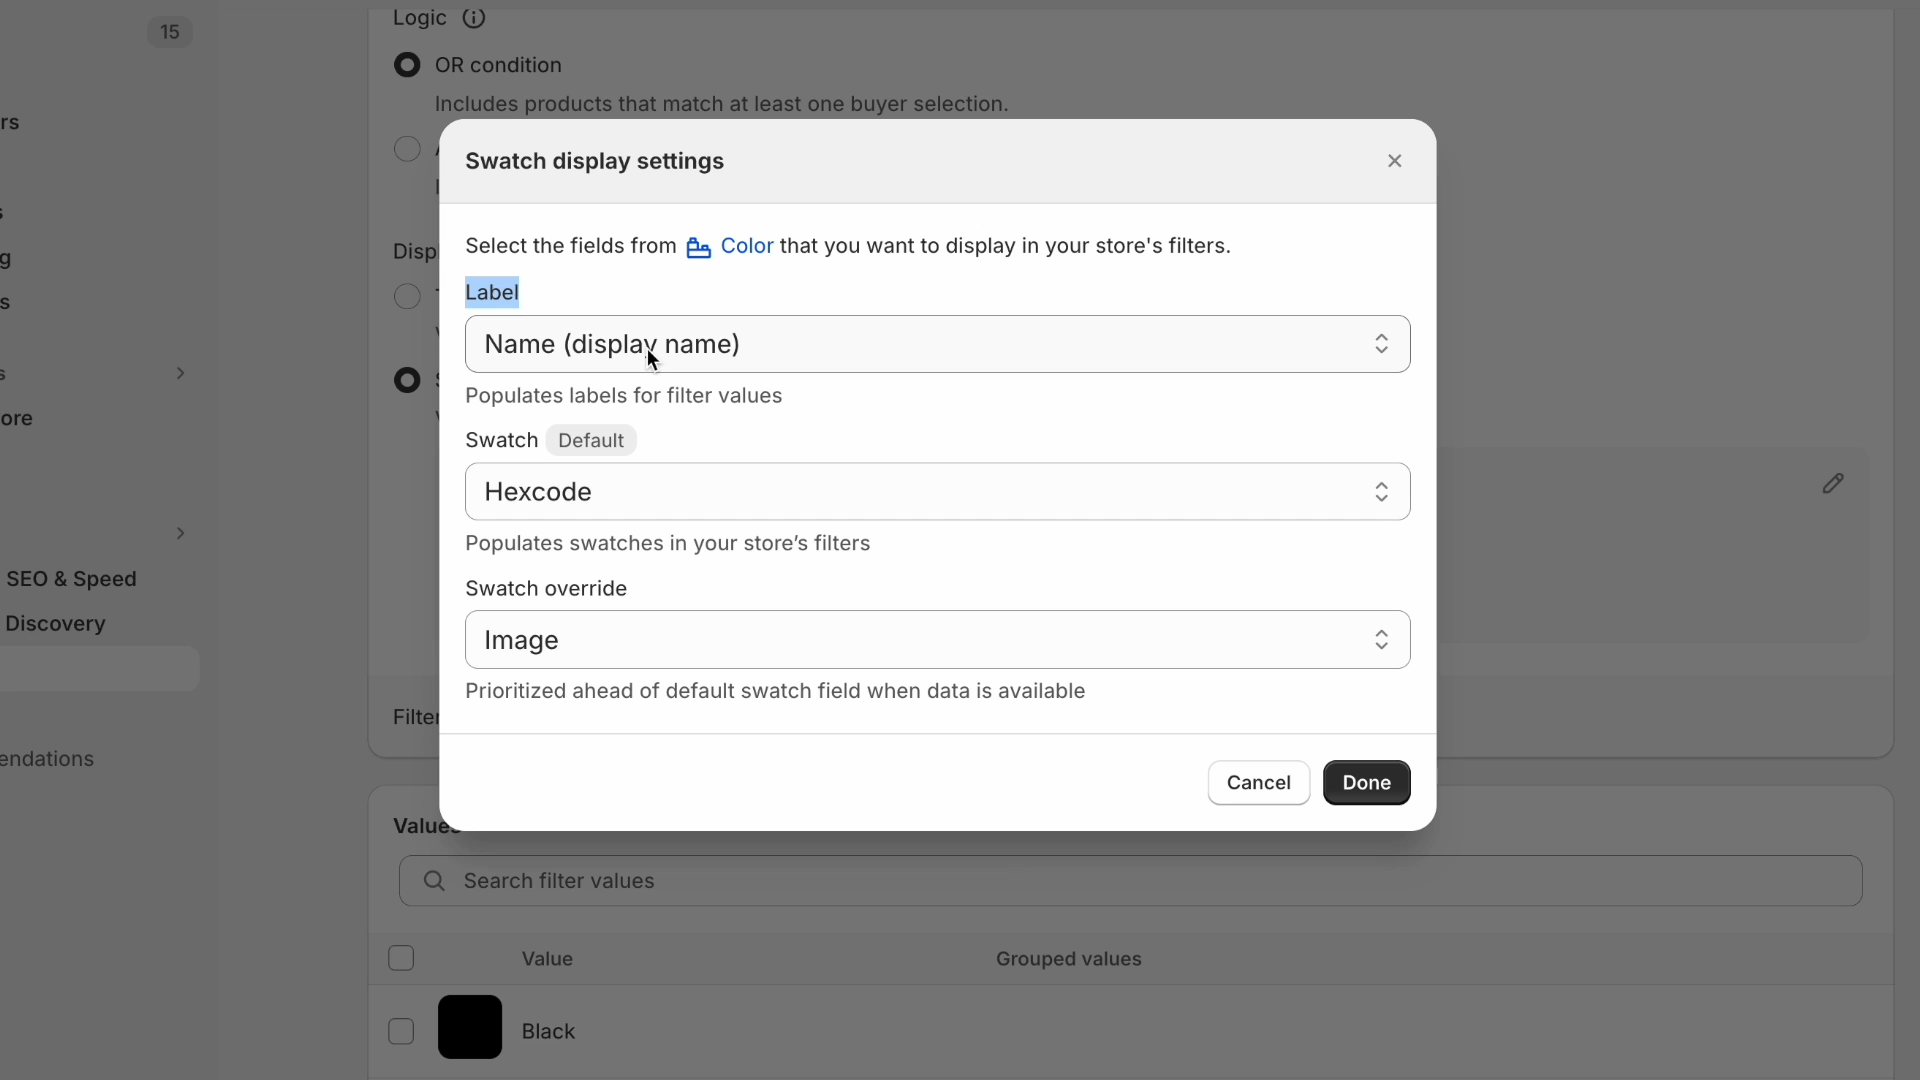 15
Logic
OR condition
Includes products that match at least one buyer selection.
Swatch display settings
Select the fields from Color that you want to display in your store's filters.
Label
Name (display name)
Populates labels for filter values
Swatch Default
Hexcode
Populates swatches in your store’s filters
Swatch override
Image
Prioritized ahead of default swatch field when data is available
Cancel
Done
SEO & Speed
Discovery
endations
Filter
Values
Search filter values
Value
Grouped values
Black